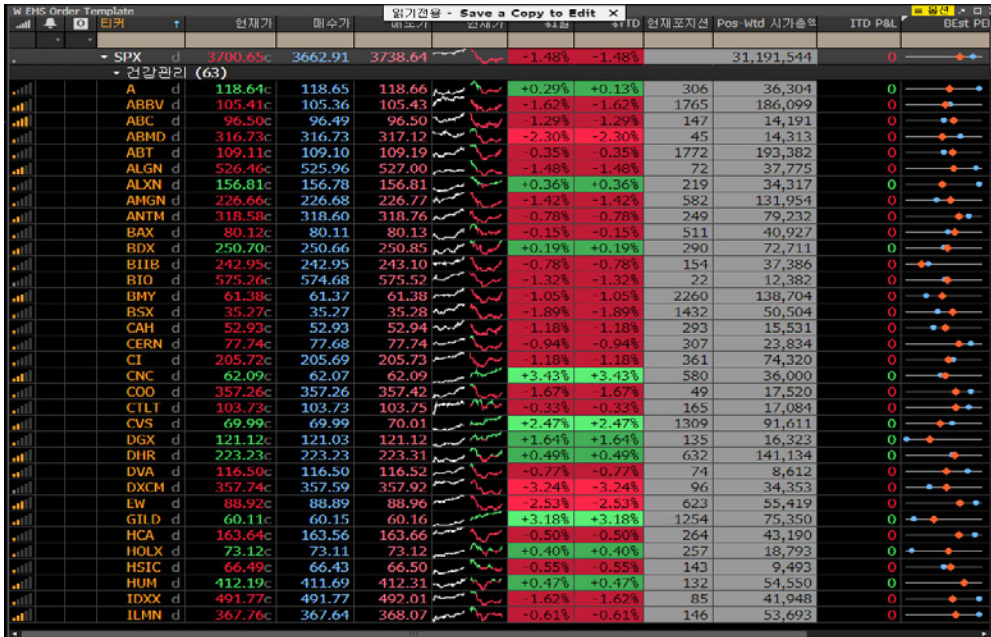 W EMS Order Template 읽기전용 - Save a Copy to Edit × 옵션
티커 ↑ 현재가 매수가 매도가 현재가 %1일 %YTD 현재포지션 Pos-Wtd 시가총액 ITD P&L BEst PE
SPX d 3700.65c 3662.91 3738.64 -1.48% -1.48% 31,191,544 0
건강관리 (63)
A d 118.64c 118.65 118.66 +0.29% +0.13% 306 36,304 0
ABBV d 105.41c 105.36 105.43 -1.62% -1.62% 1765 186,099 0
ABC d 96.50c 96.49 96.50 -1.29% -1.29% 147 14,191 0
ABMD d 316.73c 316.73 317.12 -2.30% -2.30% 45 14,313 0
ABT d 109.11c 109.10 109.19 -0.35% -0.35% 1772 193,382 0
ALGN d 526.46c 525.96 527.00 -1.48% -1.48% 72 37,775 0
ALXN d 156.81c 156.78 156.81 +0.36% +0.36% 219 34,317 0
AMGN d 226.66c 226.68 226.77 -1.42% -1.42% 582 131,954 0
ANTM d 318.58c 318.60 318.76 -0.78% -0.78% 249 79,232 0
BAX d 80.12c 80.11 80.13 -0.15% -0.15% 511 40,927 0
BDX d 250.70c 250.66 250.85 +0.19% +0.19% 290 72,711 0
BIIB d 242.95c 242.95 243.10 -0.78% -0.78% 154 37,386 0
BIO d 575.26c 574.68 575.52 -1.32% -1.32% 22 12,382 0
BMY d 61.38c 61.37 61.38 -1.05% -1.05% 2260 138,704 0
BSX d 35.27c 35.27 35.28 -1.89% -1.89% 1432 50,504 0
CAH d 52.93c 52.93 52.94 -1.18% -1.18% 293 15,531 0
CERN d 77.74c 77.68 77.74 -0.94% -0.94% 307 23,834 0
CI d 205.72c 205.69 205.73 -1.18% -1.18% 361 74,320 0
CNC d 62.09c 62.07 62.09 +3.43% +3.43% 580 36,000 0
COO d 357.26c 357.26 357.42 -1.67% -1.67% 49 17,520 0
CTLT d 103.73c 103.73 103.75 -0.33% -0.33% 165 17,084 0
CVS d 69.99c 69.99 70.01 +2.47% +2.47% 1309 91,611 0
DGX d 121.12c 121.03 121.12 +1.64% +1.64% 135 16,323 0
DHR d 223.23c 223.23 223.31 +0.49% +0.49% 632 141,134 0
DVA d 116.50c 116.50 116.52 -0.77% -0.77% 74 8,612 0
DXCM d 357.74c 357.59 357.92 -3.24% -3.24% 96 34,353 0
EW d 88.92c 88.89 88.96 -2.53% -2.53% 623 55,419 0
GILD d 60.11c 60.15 60.16 +3.18% +3.18% 1254 75,350 0
HCA d 163.64c 163.56 163.66 -0.50% -0.50% 264 43,190 0
HOLX d 73.12c 73.11 73.12 +0.40% +0.40% 257 18,793 0
HSIC d 66.49c 66.43 66.50 -0.55% -0.55% 143 9,493 0
HUM d 412.19c 411.69 412.31 +0.47% +0.47% 132 54,550 0
IDXX d 491.77c 491.77 492.01 -1.62% -1.62% 85 41,948 0
ILMN d 367.76c 367.64 368.07 -0.61% -0.61% 146 53,693 0